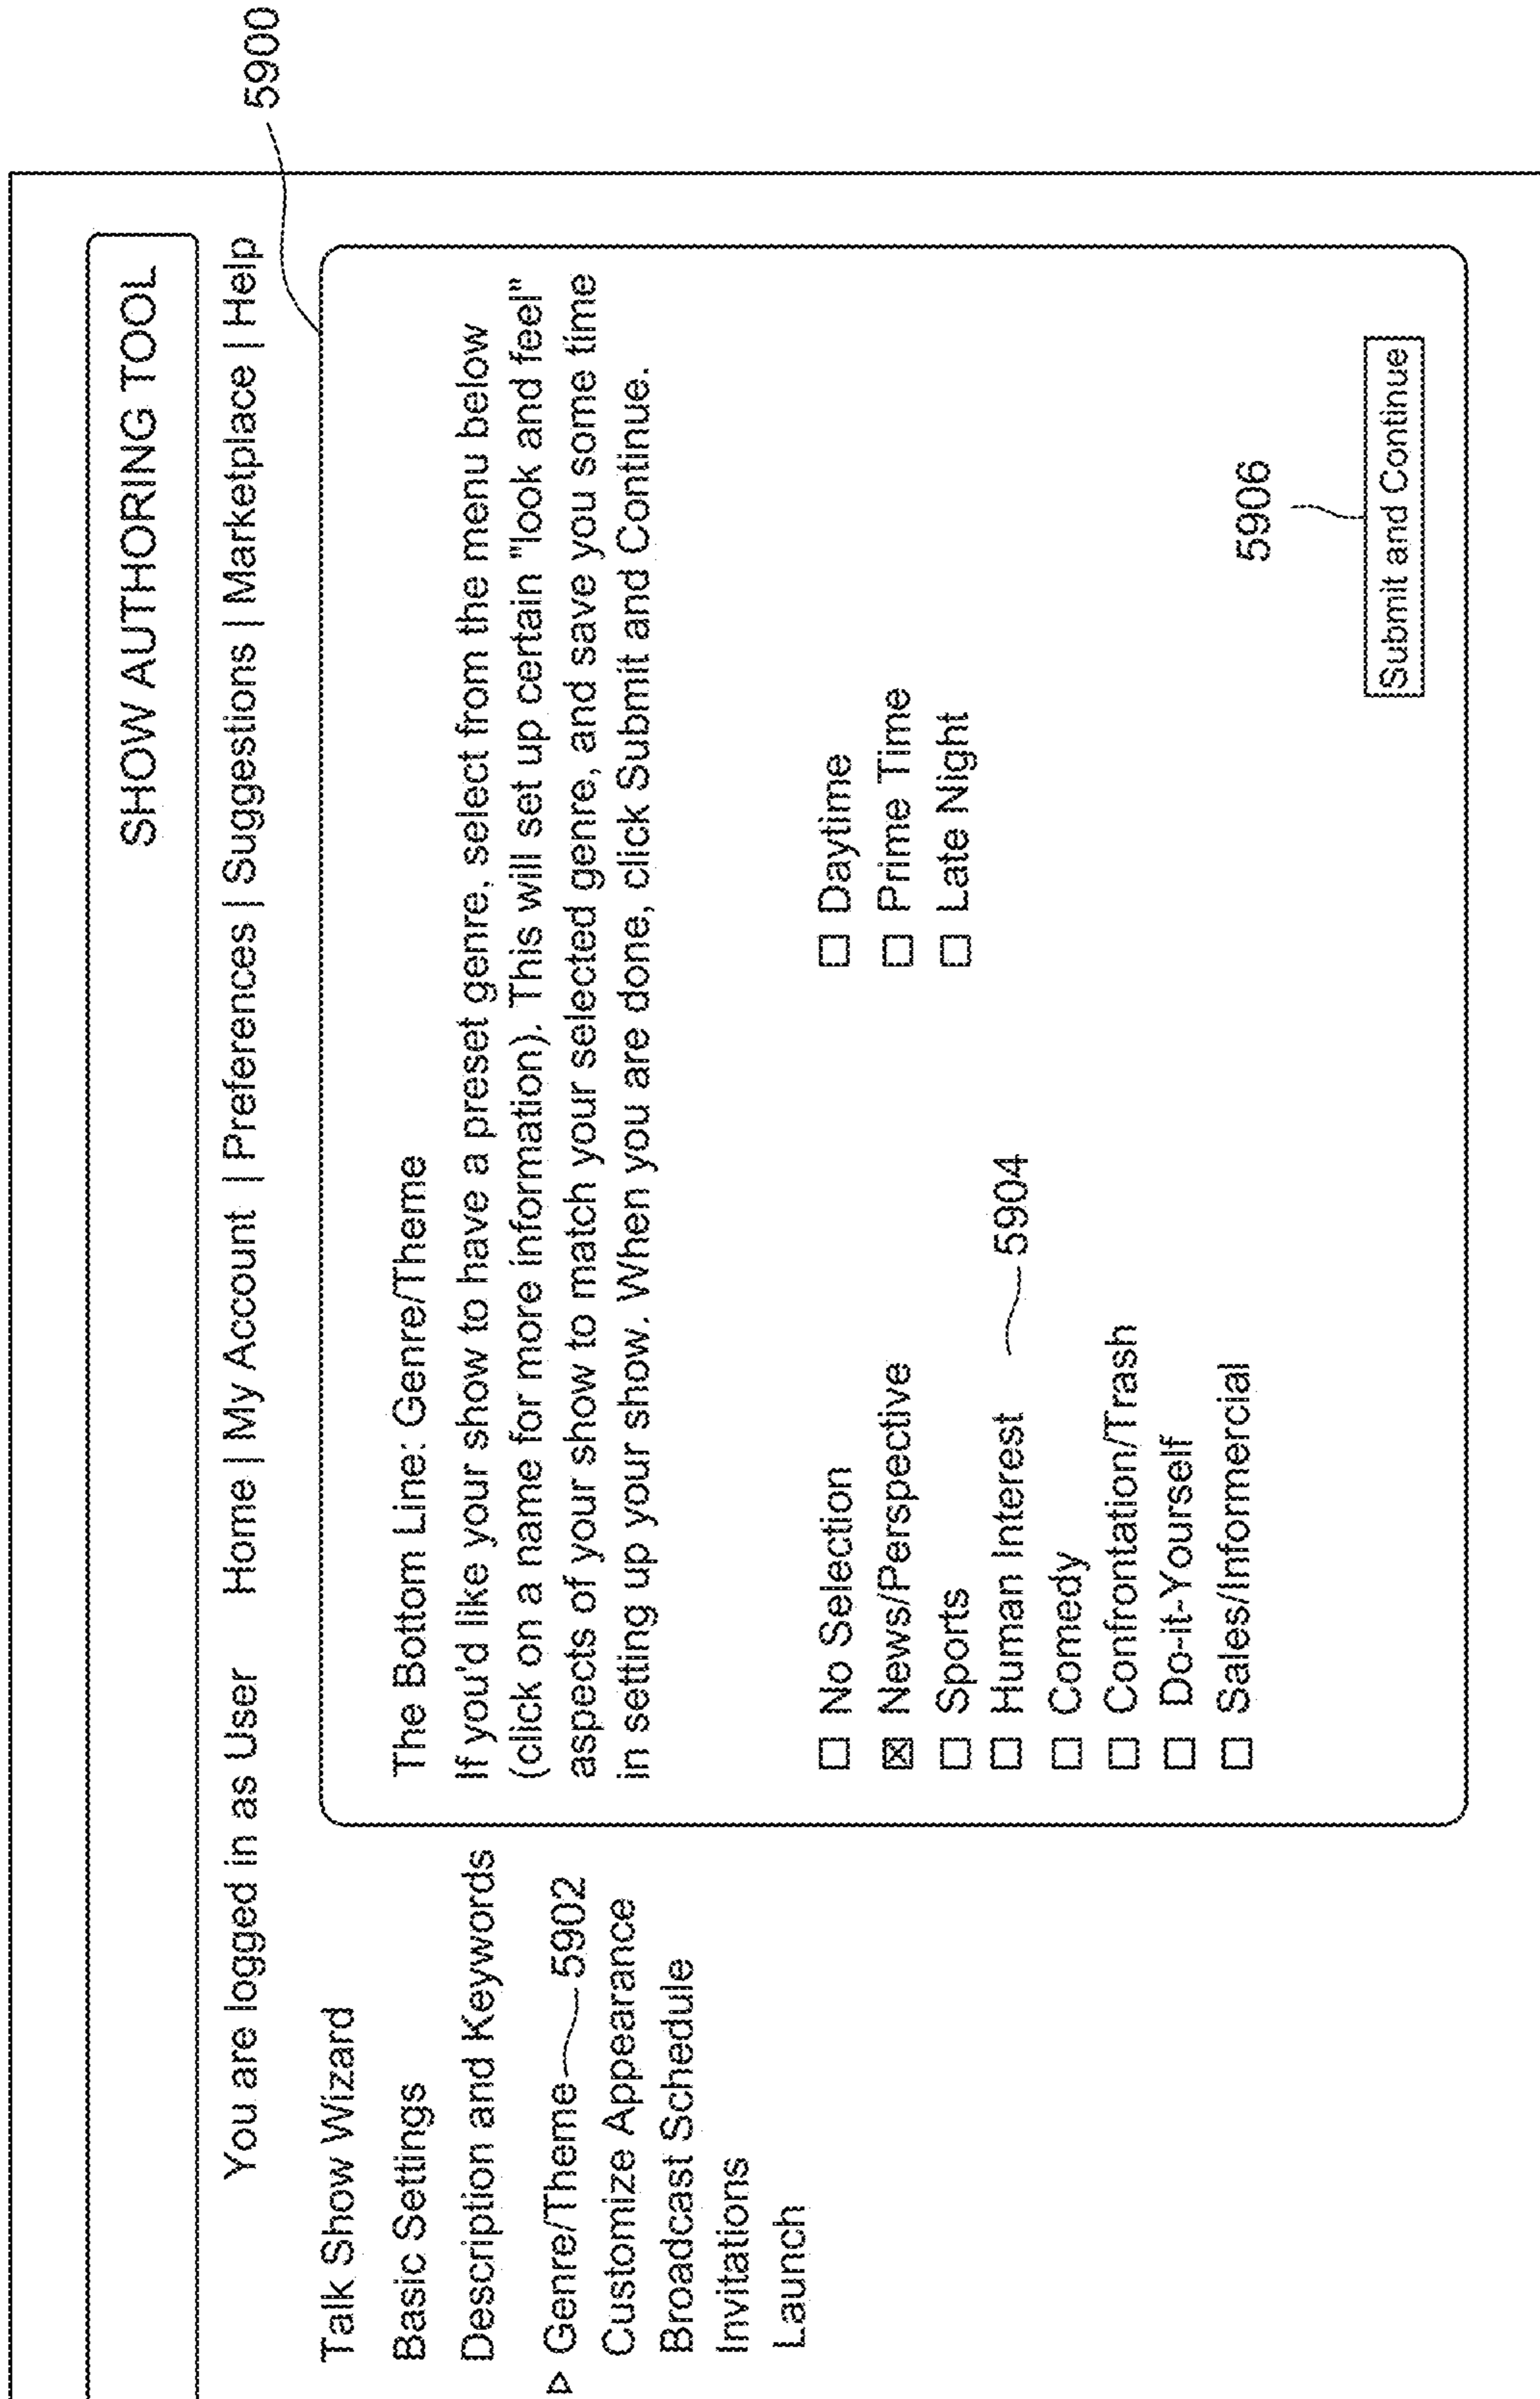 SHOW AUTHORING TOOL
You are logged in as User Home | My Account | Preferences | Suggestions | Marketplace | Help
5900
Talk Show Wizard
Basic Settings
Description and Keywords
Genre/Theme 5902
Customize Appearance
Broadcast Schedule
Invitations
Launch
The Bottom Line: Genre/Theme
If you'd like your show to have a preset genre, select from the menu below
(click on a name for more information). This will set up certain "look and feel"
aspects of your show to match your selected genre, and save you some time
in setting up your show. When you are done, click Submit and Continue.
No Selection
News/Perspective
Sports
Human Interest
5904
Comedy
Confrontation/Trash
Do-it-Yourself
Sales/Infomercial
Daytime
Prime Time
Late Night
5906
Submit and Continue